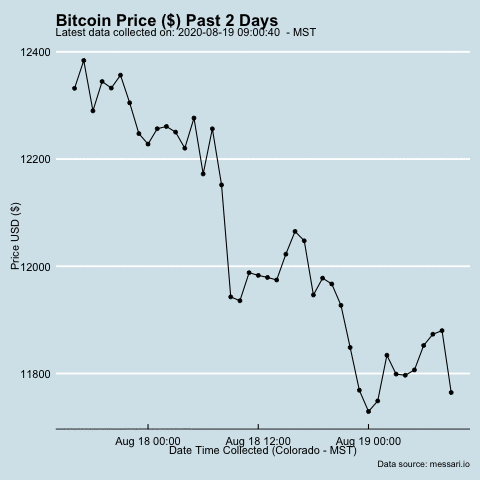 Bitcoin Price ($) Past 2 Days
Latest data collected on: 2020-08-19 09:00:40  - MST
12400
12200
12000
11800
Price USD ($)
Aug 18 00:00
Aug 18 12:00
Aug 19 00:00
Date Time Collected (Colorado - MST)
Data source: messari.io